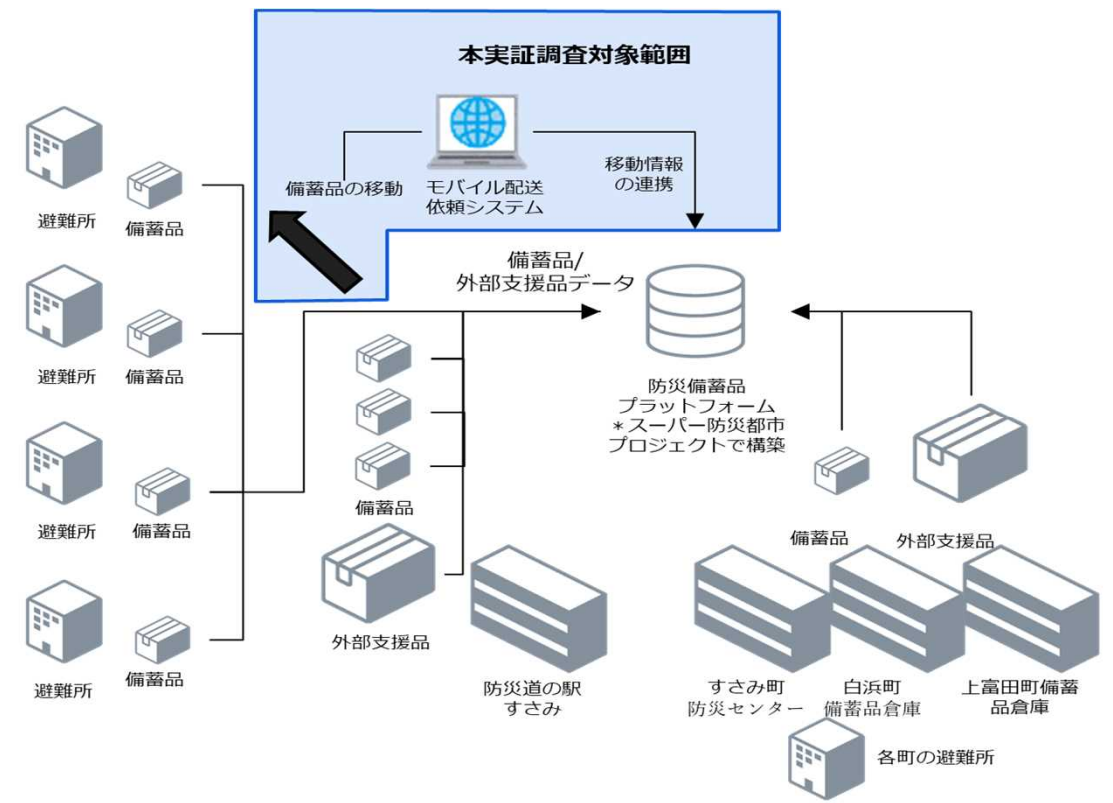 本実証調査対象範囲
備蓄品の移動
モバイル配送
依頼システム
移動情報
の連携
避難所
備蓄品
避難所
備蓄品
避難所
備蓄品
避難所
備蓄品
備蓄品/
外部支援品データ
備蓄品
外部支援品
防災道の駅
すさみ
防災備蓄品
プラットフォーム
*スーパー防災都市
プロジェクトで構築
備蓄品
外部支援品
すさみ町
防災センター
白浜町
備蓄品倉庫
上富田町備蓄
品倉庫
各町の避難所